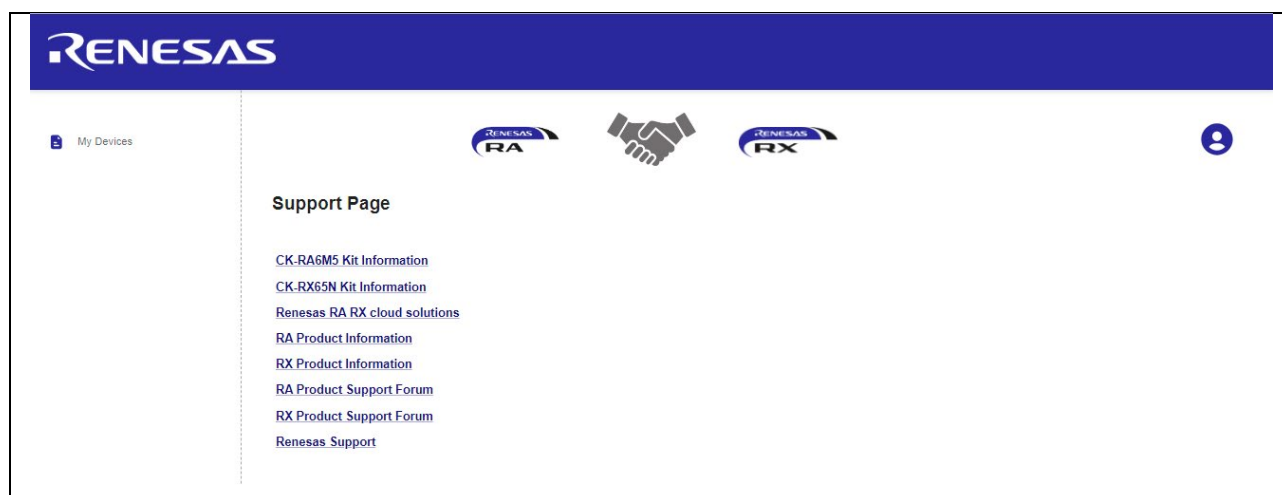 RENESAS
My Devices
RENESAS
RA
RENESAS
RX
Support Page
CK-RA6M5 Kit Information
CK-RX65N Kit Information
Renesas RA RX cloud solutions
RA Product Information
RX Product Information
RA Product Support Forum
RX Product Support Forum
Renesas Support